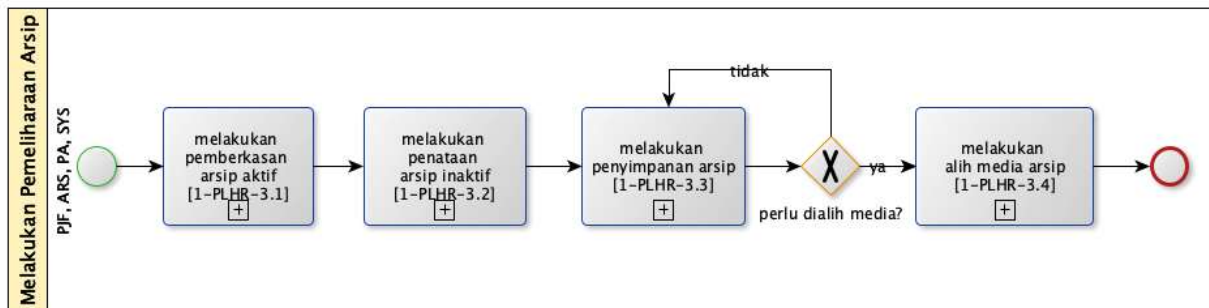 Melakukan Pemeliharaan Arsip
PJF, ARS, PA, SYS
melakukan
pemberkasan
arsip aktif
[1-PLHR-3.1]
melakukan
penataan
arsip inaktif
[1-PLHR-3.2]
tidak
melakukan
penyimpanan arsip
[1-PLHR-3.3]
X
perlu dialih media?
ya
melakukan
alih media arsip
[1-PLHR-3.4]